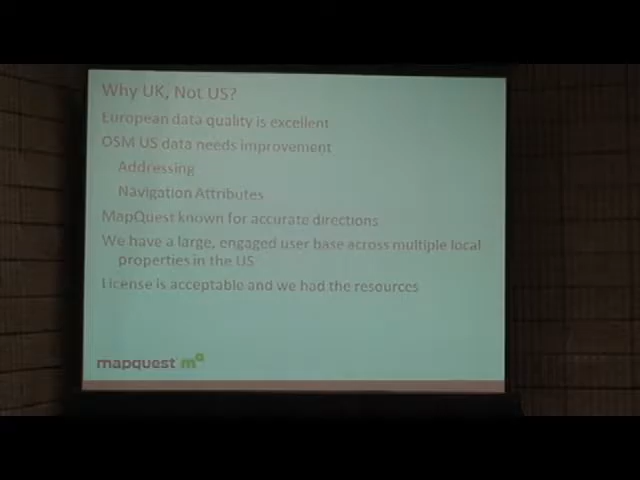 Why UK, Not US?
European data quality is excellent
OSM US data needs improvement
Addressing
Navigation Attributes
MapQuest known for accurate directions
We have a large, engaged user base across multiple local
properties in the US
License is acceptable and we had the resources
mapquest mq